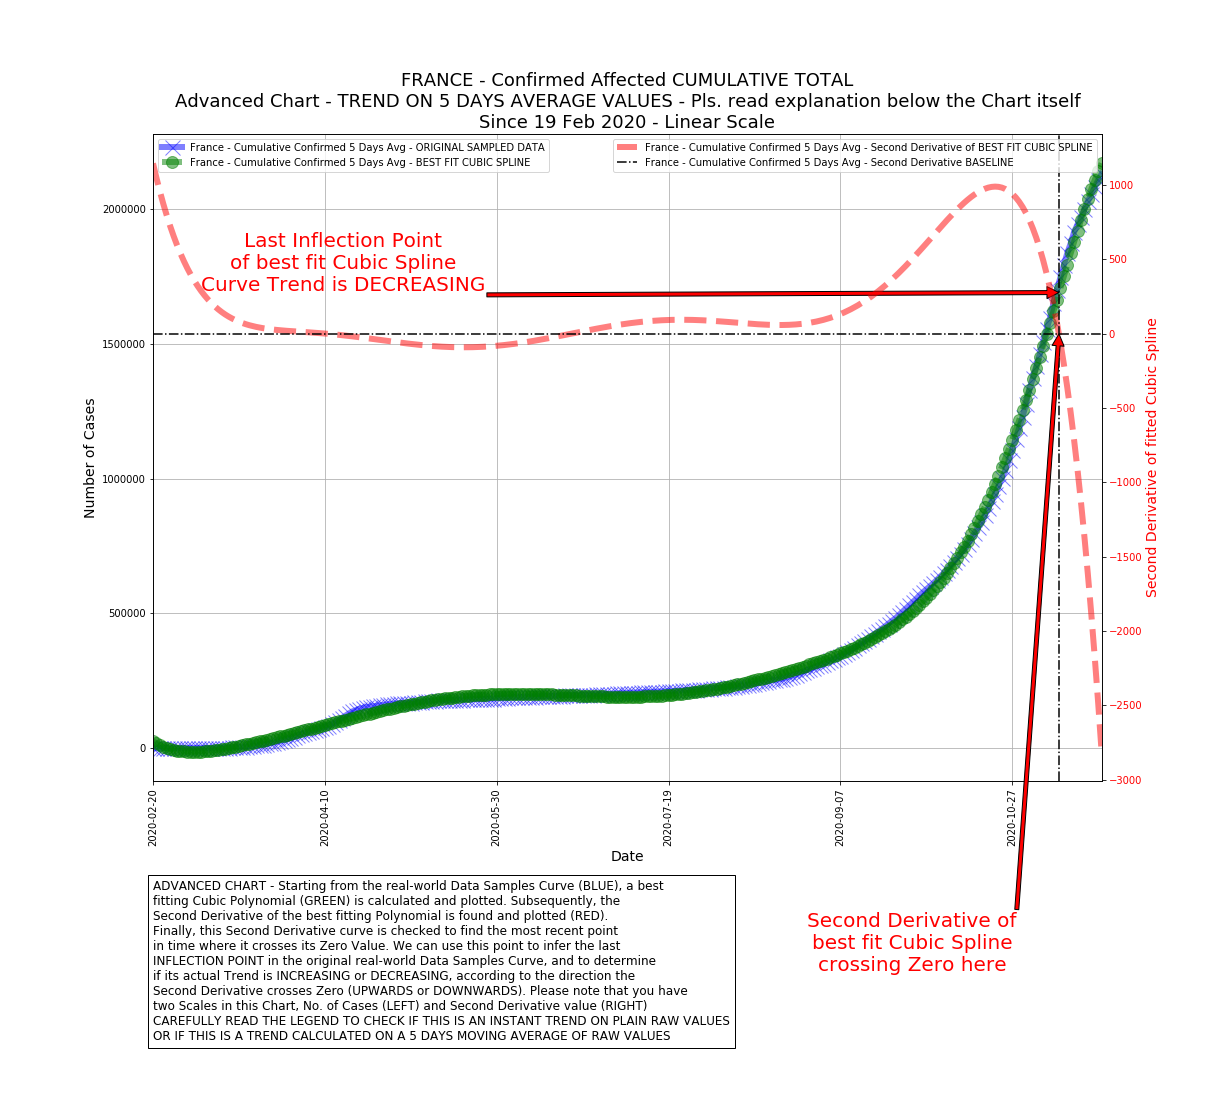 FRANCE - Confirmed Affected CUMULATIVE TOTAL
Advanced Chart - TREND ON 5 DAYS AVERAGE VALUES - Pls. read explanation below the Chart itself
Since 19 Feb 2020 - Linear Scale
France - Cumulative Confirmed 5 Days Avg - ORIGINAL SAMPLED DATA
France - Cumulative Confirmed 5 Days Avg - BEST FIT CUBIC SPLINE
France - Cumulative Confirmed 5 Days Avg - Second Derivative of BEST FIT CUBIC SPLINE
France - Cumulative Confirmed 5 Days Avg - Second Derivative BASELINE
Last Inflection Point
of best fit Cubic Spline
Curve Trend is DECREASING
Number of Cases
2000000
1500000
1000000
500000
0
1000
500
0
−500
−1000
−1500
−2000
−2500
−3000
Second Derivative of fitted Cubic Spline
2020-02-20
2020-04-10
2020-05-30
2020-07-19
2020-09-07
2020-10-27
Date
ADVANCED CHART - Starting from the real-world Data Samples Curve (BLUE), a best
fitting Cubic Polynomial (GREEN) is calculated and plotted. Subsequently, the
Second Derivative of the best fitting Polynomial is found and plotted (RED).
Finally, this Second Derivative curve is checked to find the most recent point
in time where it crosses its Zero Value. We can use this point to infer the last
INFLECTION POINT in the original real-world Data Samples Curve, and to determine
if its actual Trend is INCREASING or DECREASING, according to the direction the
Second Derivative crosses Zero (UPWARDS or DOWNWARDS). Please note that you have
two Scales in this Chart, No. of Cases (LEFT) and Second Derivative value (RIGHT)
CAREFULLY READ THE LEGEND TO CHECK IF THIS IS AN INSTANT TREND ON PLAIN RAW VALUES
OR IF THIS IS A TREND CALCULATED ON A 5 DAYS MOVING AVERAGE OF RAW VALUES
Second Derivative of
best fit Cubic Spline
crossing Zero here